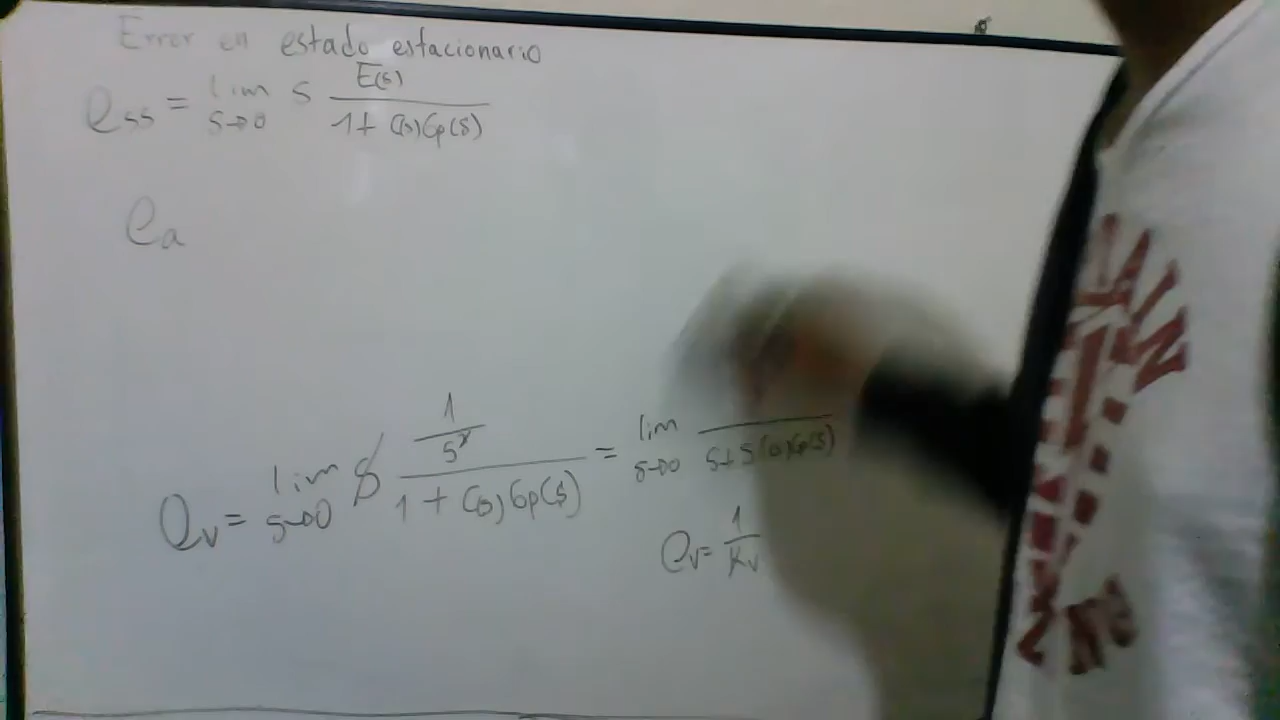 Error en estado estacionario
ess = lim s→0 s E(s) / 1 + C(s)Gp(s)
ea
ev = lim s→0 s 1/s² / 1 + C(s)Gp(s) = lim s→0 / s + sC(s)Gp(s)
ev = 1/Kv